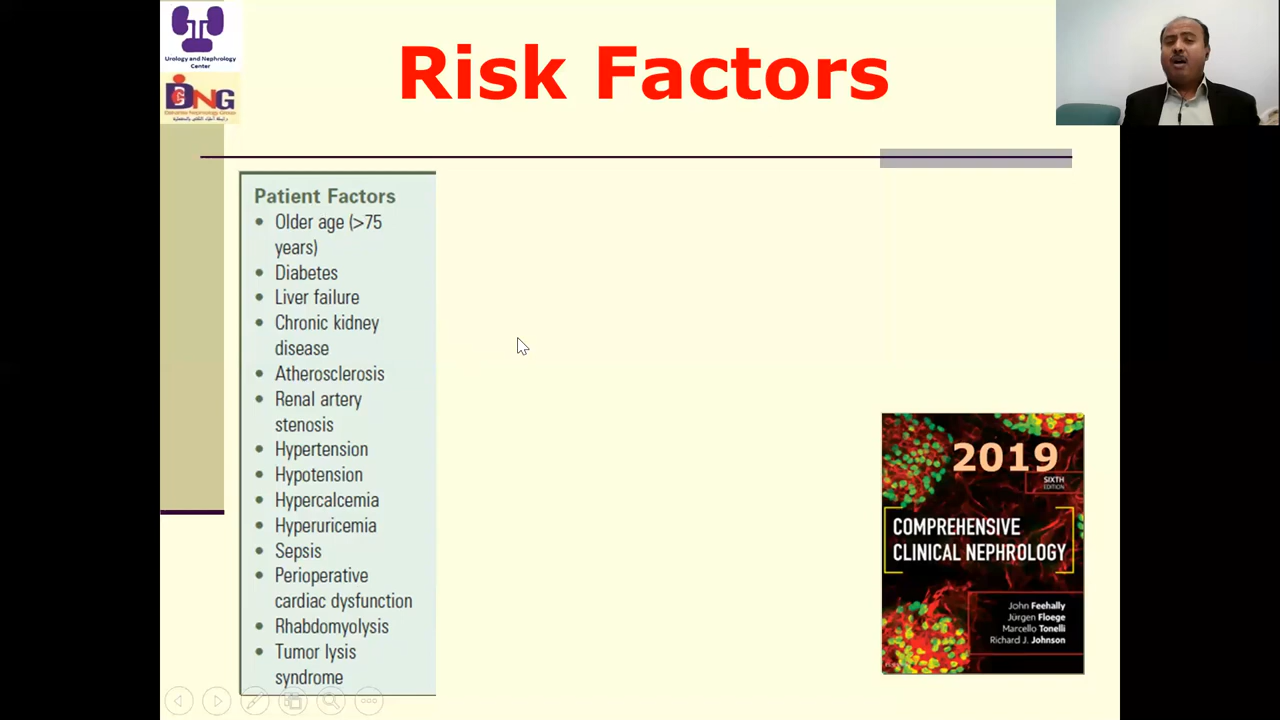 Urology and Nephrology
Center
DNG
Risk Factors
Patient Factors
• Older age (>75
years)
• Diabetes
• Liver failure
• Chronic kidney
disease
• Atherosclerosis
• Renal artery
stenosis
• Hypertension
• Hypotension
• Hypercalcemia
• Hyperuricemia
• Sepsis
• Perioperative
cardiac dysfunction
• Rhabdomyolysis
• Tumor lysis
syndrome
2019
SIXTH
EDITION
COMPREHENSIVE
CLINICAL NEPHROLOGY
John Feehally
Jürgen Floege
Marcello Tonelli
Richard J. Johnson